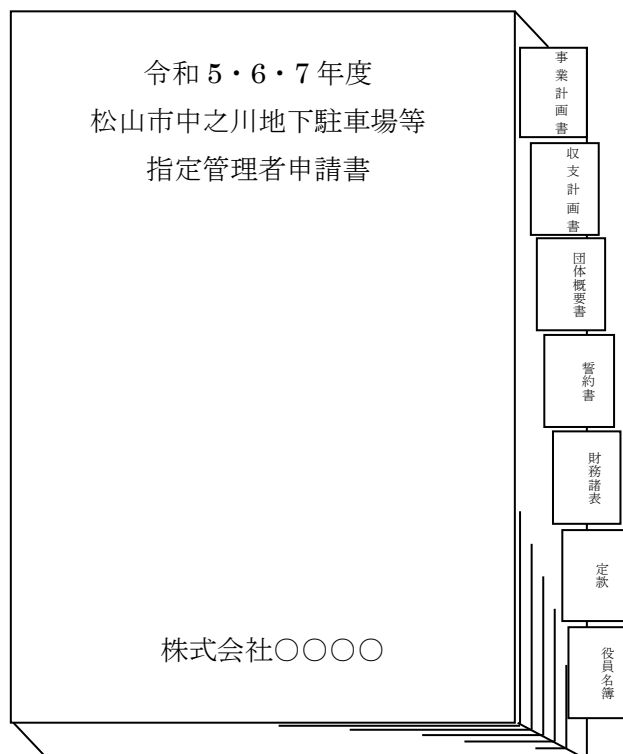 令和5・6・7年度
松山市中之川地下駐車場等
指定管理者申請書
株式会社○○○○
事業計画書
収支計画書
団体概要書
誓約書
財務諸表
定款
役員名簿